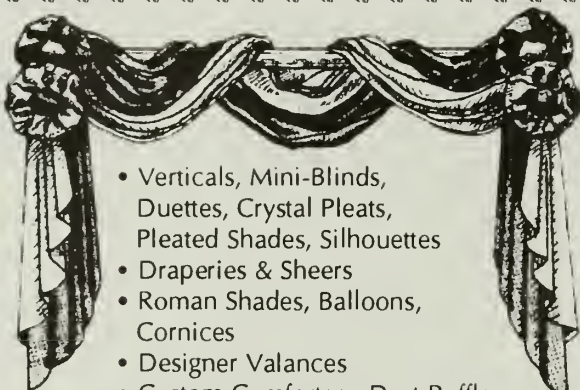 • Verticals, Mini-Blinds,
Duettes, Crystal Pleats,
Pleated Shades, Silhouettes
• Draperies & Sheers
• Roman Shades, Balloons,
Cornices
• Designer Valances